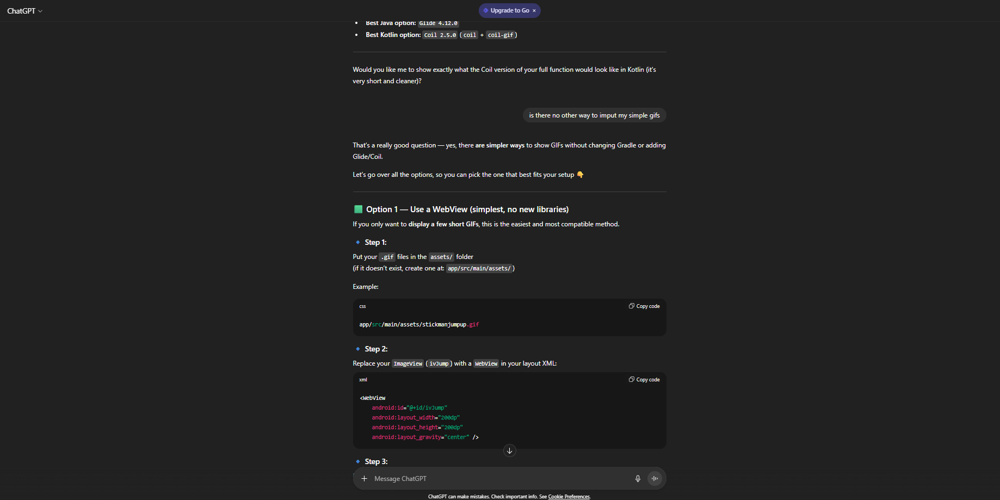 ChatGPT
Upgrade to Go ×
• Best Java option: Glide 4.12.0
• Best Kotlin option: Coil 2.5.0 (coil + coil-gif)
Would you like me to show exactly what the Coil version of your full function would look like in Kotlin (it's
very short and cleaner)?
is there no other way to imput my simple gifs
That's a really good question — yes, there are simpler ways to show GIFs without changing Gradle or adding
Glide/Coil.
Let's go over all the options, so you can pick the one that best fits your setup 👇
🟩 Option 1 — Use a WebView (simplest, no new libraries)
If you only want to display a few short GIFs, this is the easiest and most compatible method.
🔹 Step 1:
Put your .gif files in the assets/ folder
(if it doesn't exist, create one at: app/src/main/assets/)
Example:
css
Copy code
app/src/main/assets/stickmanjumpup.gif
🔹 Step 2:
Replace your ImageView (ivJump) with a WebView in your layout XML:
xml
Copy code
<WebView
android:id="@+id/ivJump"
android:layout_width="200dp"
android:layout_height="200dp"
android:layout_gravity="center" />
🔹 Step 3:
Message ChatGPT
ChatGPT can make mistakes. Check important info. See Cookie Preferences.